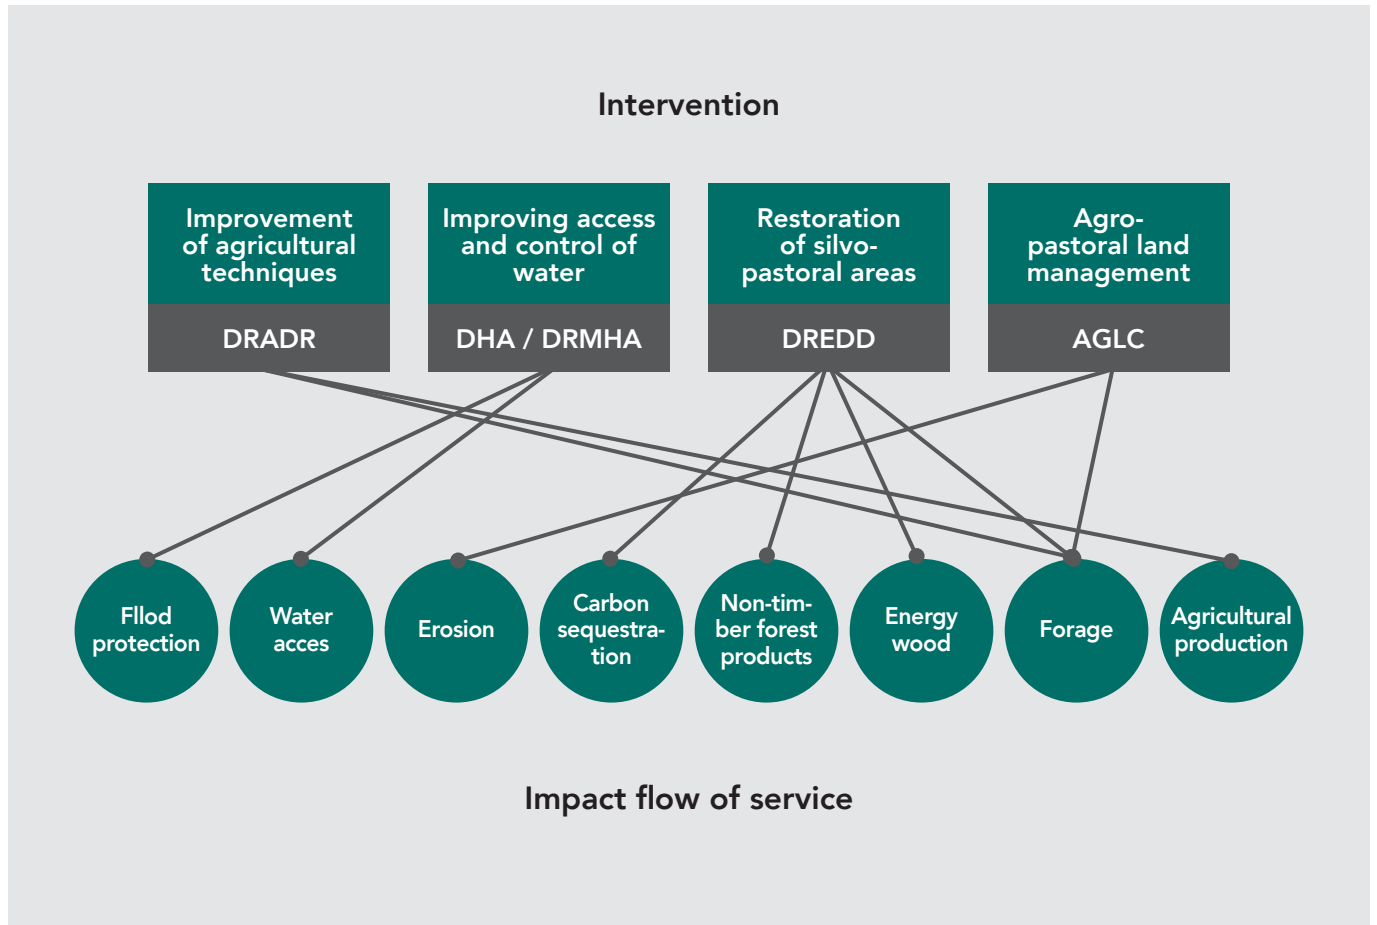 Intervention
Improvement
of agricultural
techniques
DRADR
Improving access
and control of
water
DHA / DRMHA
Restoration
of silvo-
pastoral areas
DREDD
Agro-
pastoral land
management
AGLC
Fllod
protection
Water
acces
Erosion
Carbon
sequestra-
tion
Non-tim-
ber forest
products
Energy
wood
Forage
Agricultural
production
Impact flow of service